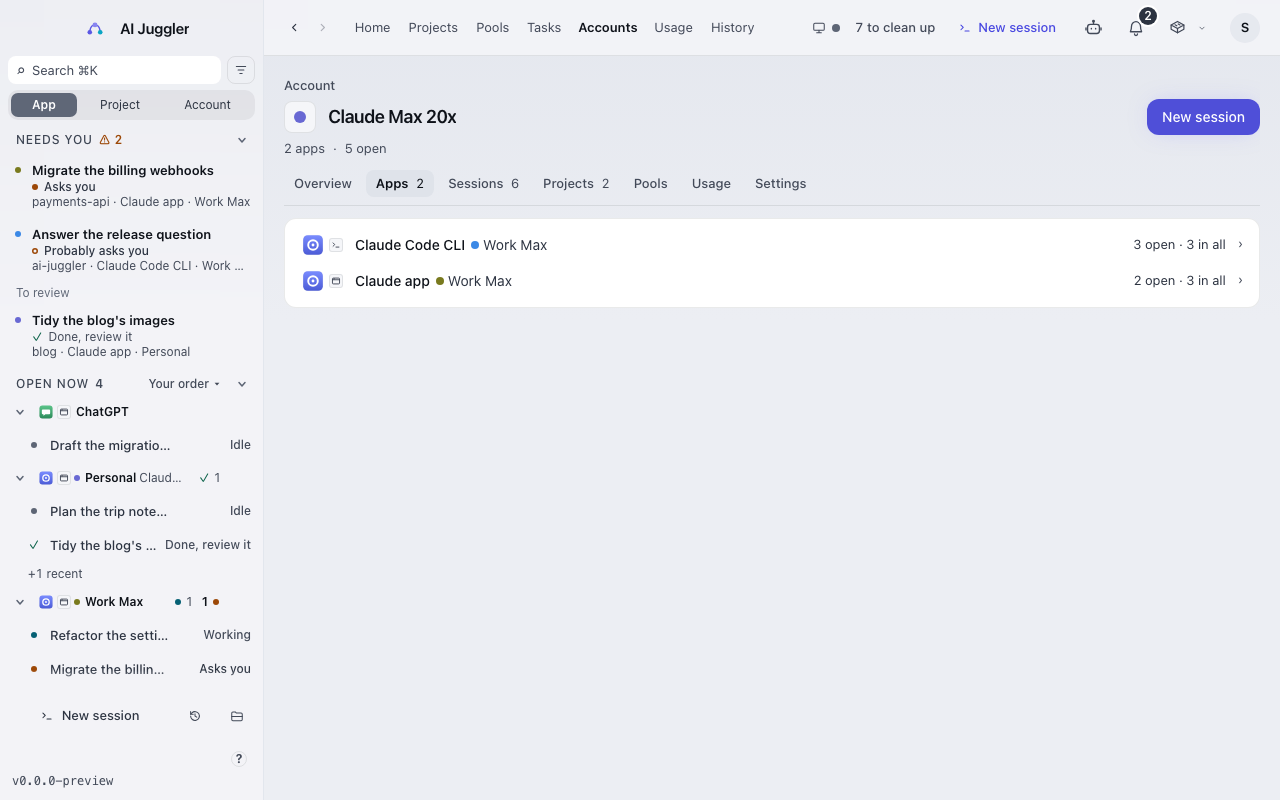 AI Juggler
Search ⌘K
App Project Account
NEEDS YOU 2
Migrate the billing webhooks
Asks you
payments-api · Claude app · Work Max
Answer the release question
Probably asks you
ai-juggler · Claude Code CLI · Work ...
To review
Tidy the blog's images
Done, review it
blog · Claude app · Personal
OPEN NOW 4 Your order
ChatGPT
Draft the migratio... Idle
Personal Claud... 1
Plan the trip note... Idle
Tidy the blog's ... Done, review it
+1 recent
Work Max 1 1
Refactor the setti... Working
Migrate the billin... Asks you
New session
?
v0.0.0-preview
Home Projects Pools Tasks Accounts Usage History 7 to clean up New session 2 S
Account
Claude Max 20x
New session
2 apps · 5 open
Overview Apps 2 Sessions 6 Projects 2 Pools Usage Settings
Claude Code CLI Work Max 3 open · 3 in all
Claude app Work Max 2 open · 3 in all